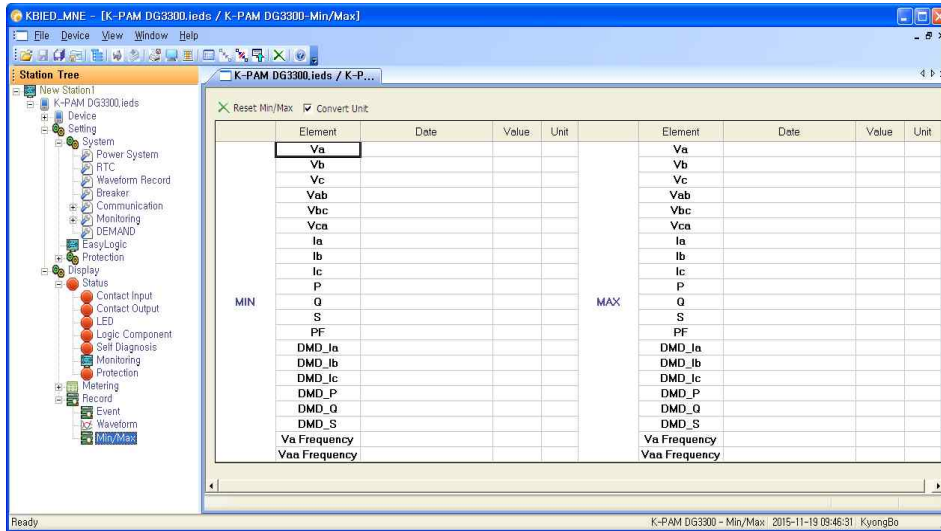 KBIED_MNE - [K-PAM DG3300.ieds / K-PAM DG3300-Min/Max]
File Device View Window Help
Station Tree
K-PAM DG3300.ieds / K-P...
New Station1
K-PAM DG3300.ieds
Device
Setting
System
Power System
RTC
Waveform Record
Breaker
Communication
Monitoring
DEMAND
EasyLogic
Protection
Display
Status
Contact Input
Contact Output
LED
Logic Component
Self Diagnosis
Monitoring
Protection
Metering
Record
Event
Waveform
Min/Max
Reset Min/Max Convert Unit
Element Date Value Unit Element Date Value Unit
Va Va
Vb Vb
Vc Vc
Vab Vab
Vbc Vbc
Vca Vca
Ia Ia
Ib Ib
Ic Ic
P P
MIN Q MAX Q
S S
PF PF
DMD_Ia DMD_Ia
DMD_Ib DMD_Ib
DMD_Ic DMD_Ic
DMD_P DMD_P
DMD_Q DMD_Q
DMD_S DMD_S
Va Frequency Va Frequency
Vaa Frequency Vaa Frequency
Ready K-PAM DG3300 - Min/Max 2015-11-19 09:46:31 KyongBo